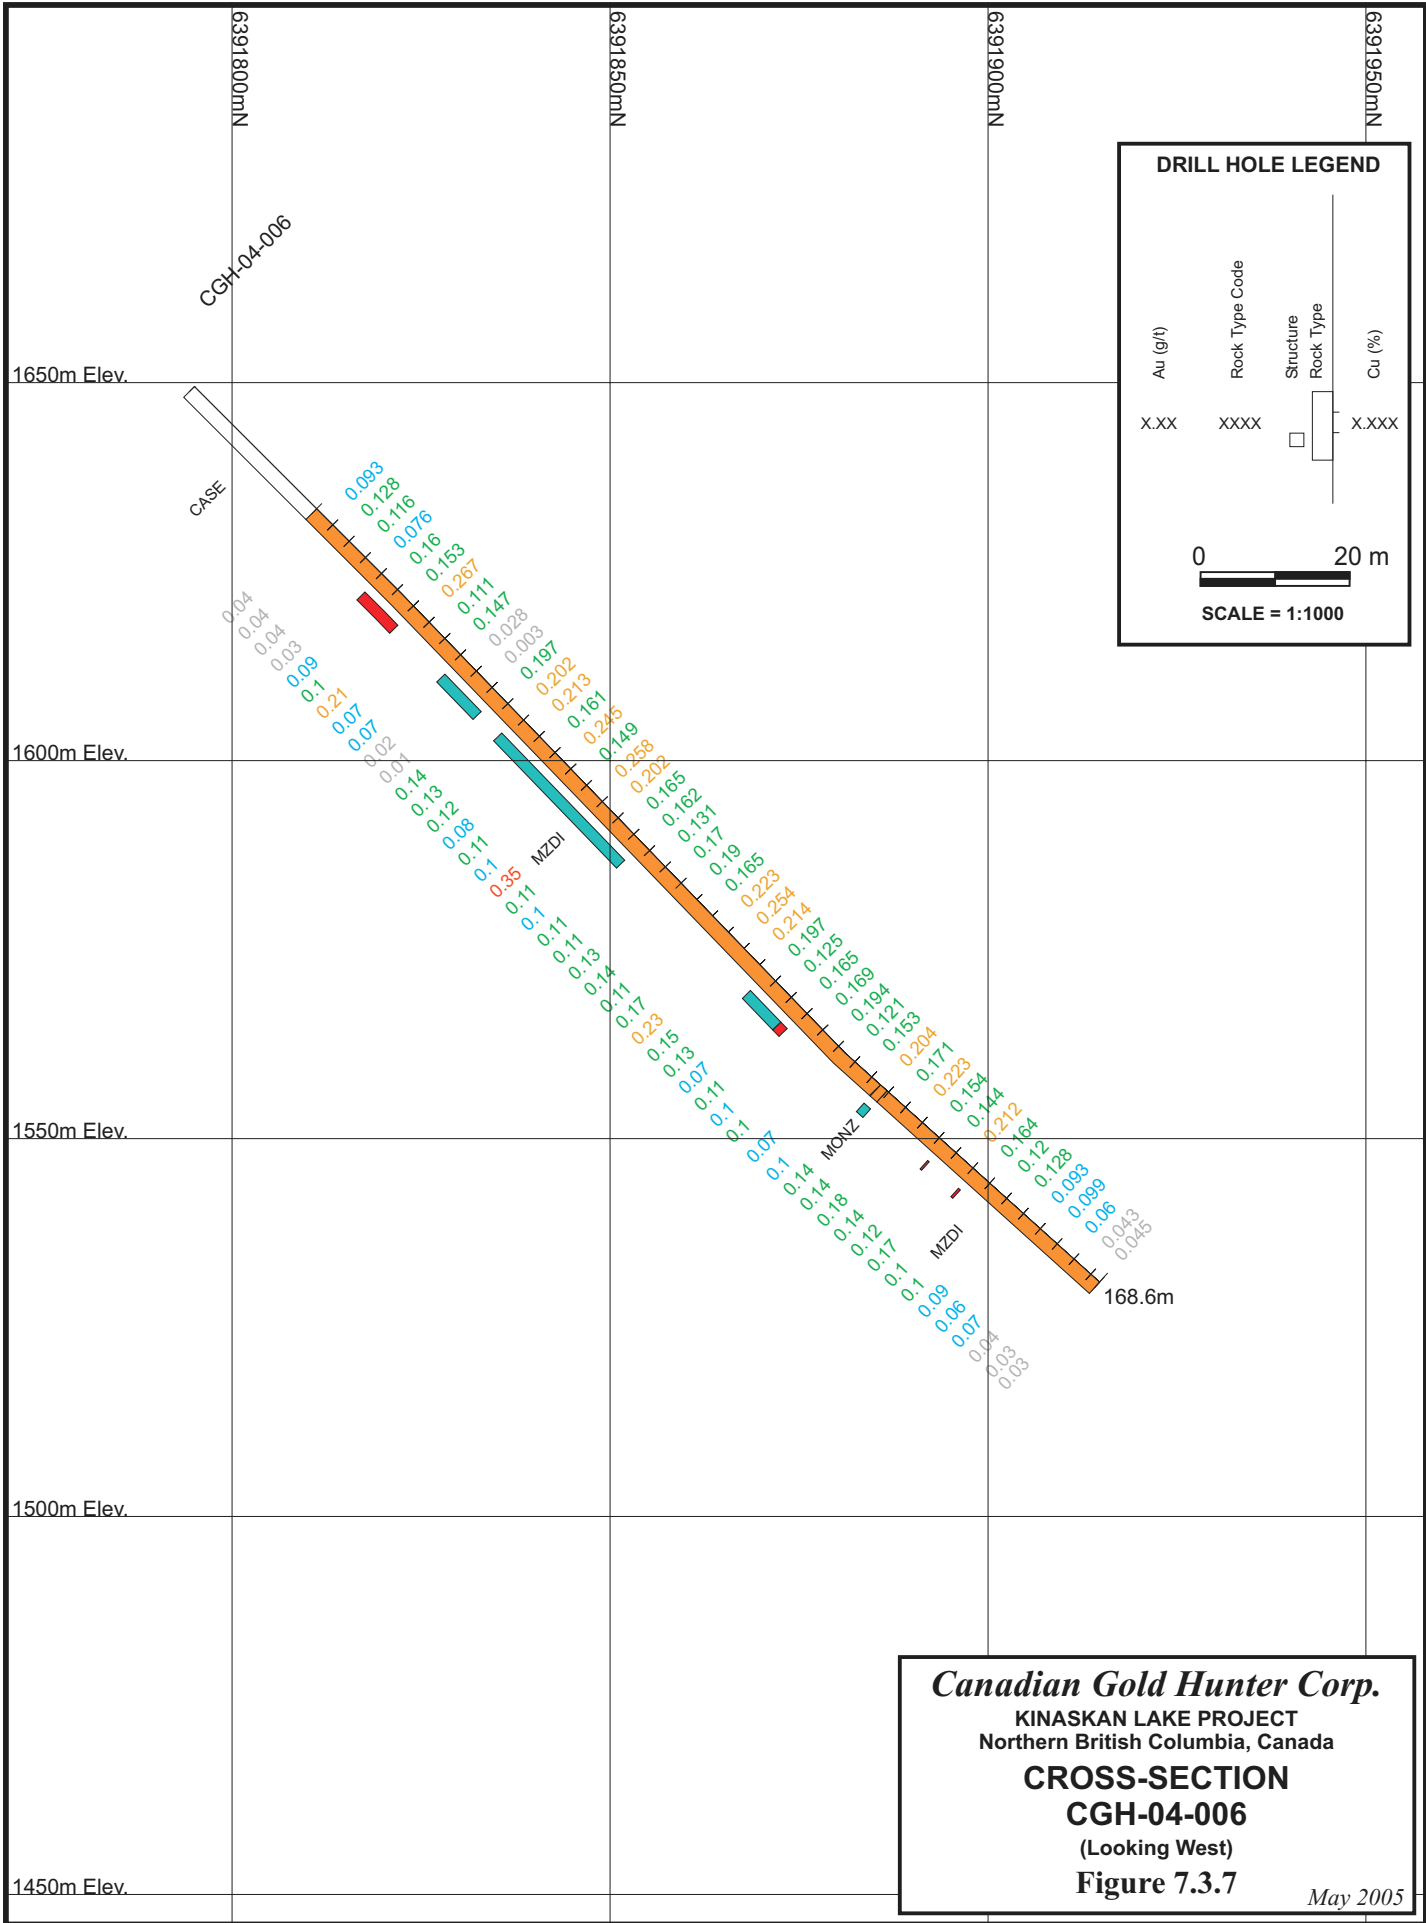 6391800mN
6391850mN
6391900mN
6391950mN
DRILL HOLE LEGEND
Au (g/t)
Rock Type Code
Structure
Rock Type
Cu (%)
X.XX
XXXX
X.XXX
0 20 m
SCALE = 1:1000
CGH-04-006
1650m Elev.
CASE
0.093
0.128
0.116
0.076
0.16
0.153
0.267
0.111
0.147
0.028
0.003
0.197
0.202
0.213
0.161
0.245
0.149
0.258
0.202
0.165
0.162
0.131
0.17
0.19
0.165
0.223
0.254
0.214
0.197
0.125
0.165
0.169
0.194
0.121
0.153
0.204
0.171
0.223
0.154
0.144
0.212
0.164
0.12
0.128
0.093
0.099
0.06
0.043
0.045
0.04
0.04
0.04
0.03
0.09
0.1
0.21
0.07
0.07
0.02
0.01
0.14
0.13
0.12
0.08
0.11
0.1
0.35
0.11
0.1
0.11
0.11
0.13
0.14
0.11
0.17
0.23
0.15
0.13
0.07
0.11
0.1
0.1
0.07
0.1
0.14
0.14
0.18
0.14
0.12
0.17
0.1
0.1
0.09
0.06
0.07
0.04
0.03
0.03
1600m Elev.
MZDI
MONZ
1550m Elev.
MZDI
168.6m
1500m Elev.
1450m Elev.
Canadian Gold Hunter Corp.
KINASKAN LAKE PROJECT
Northern British Columbia, Canada
CROSS-SECTION
CGH-04-006
(Looking West)
Figure 7.3.7
May 2005